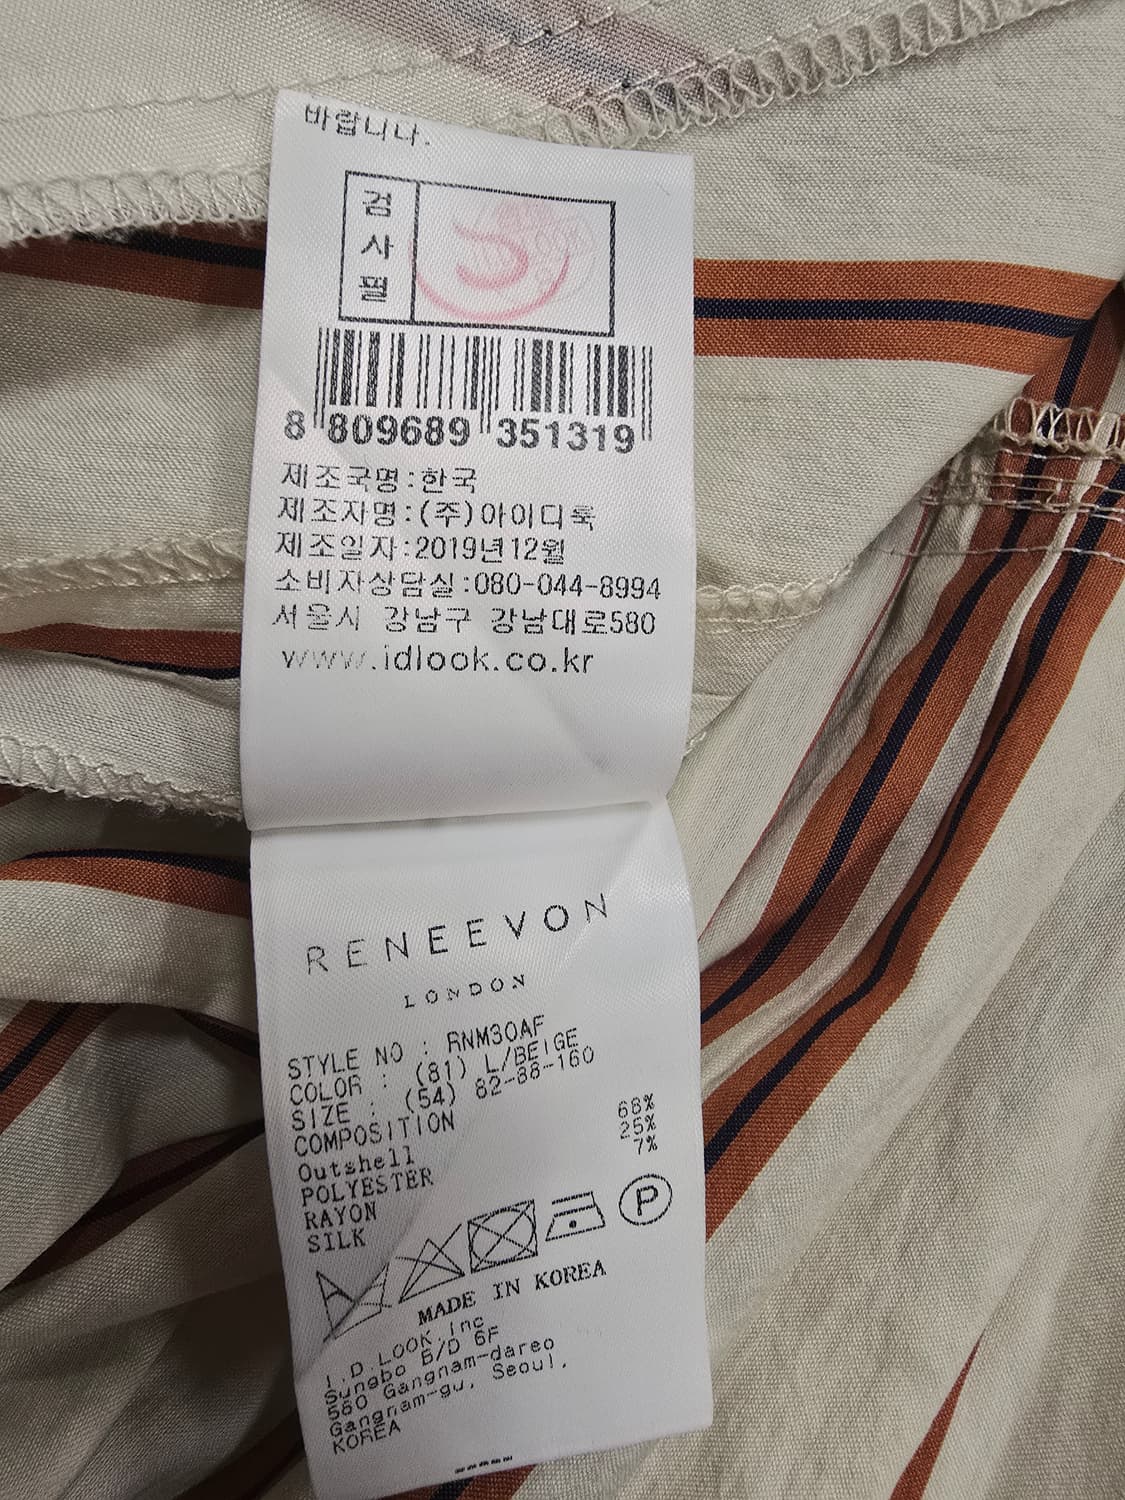 바랍니다.
검
사
필
8 809689 351319
제조국명:한국
제조자명:(주)아이디룩
제조일자:2019년12월
소비자상담실:080-044-8994
서울시 강남구 강남대로580
www.idlook.co.kr
RENEEVON
LONDON
STYLE NO : RNM30AF
COLOR : (81) L/BEIGE
SIZE : (54) 82-88-160
COMPOSITION
Outshell
POLYESTER 68%
RAYON 25%
SILK 7%
P
MADE IN KOREA
I.D.LOOK.Inc
Sungbo B/D 6F
560 Gangnam-dareo
Gangnam-gu, Seoul,
KOREA